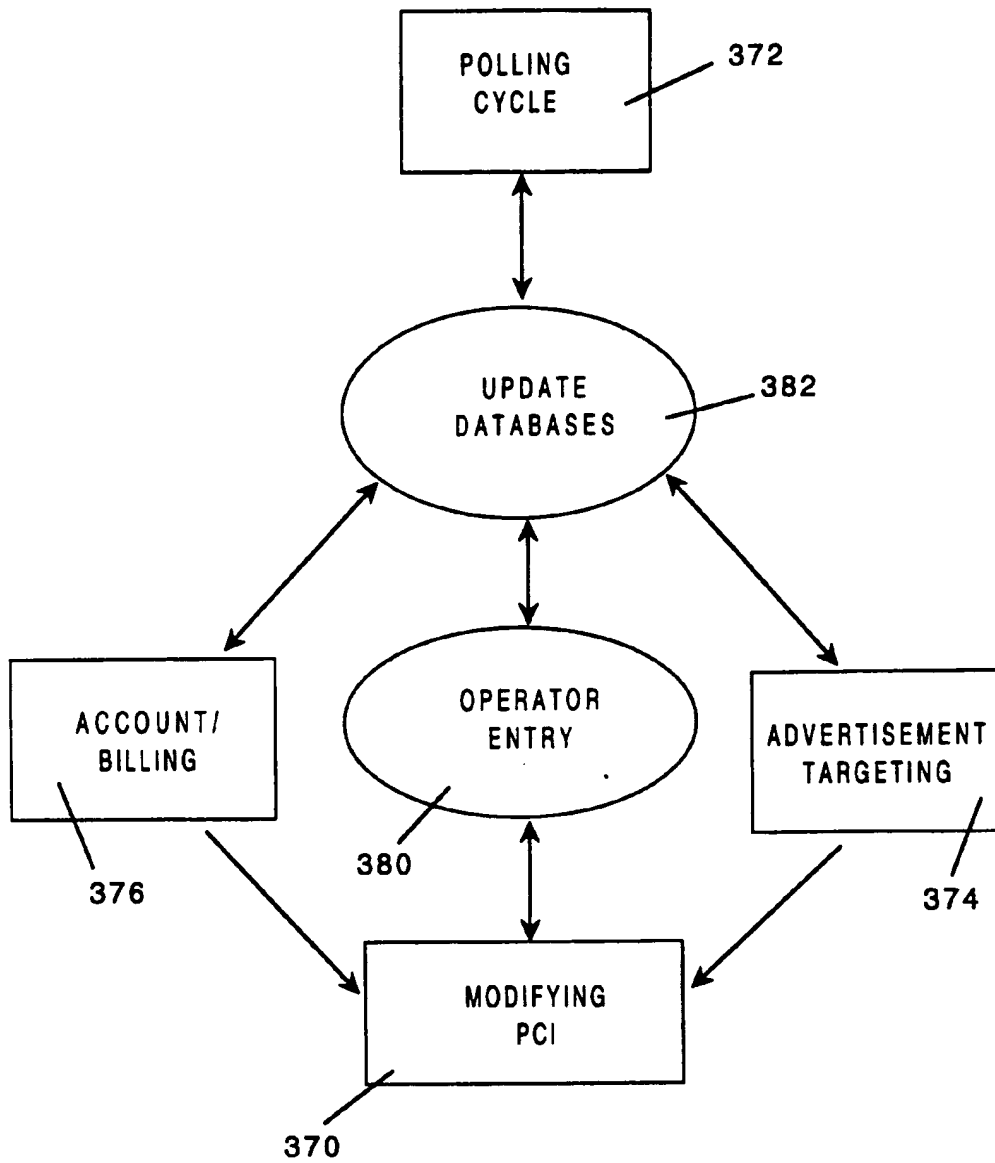 POLLING
CYCLE
372
UPDATE
DATABASES
382
ACCOUNT/
BILLING
376
OPERATOR
ENTRY
380
ADVERTISEMENT
TARGETING
374
MODIFYING
PCI
370